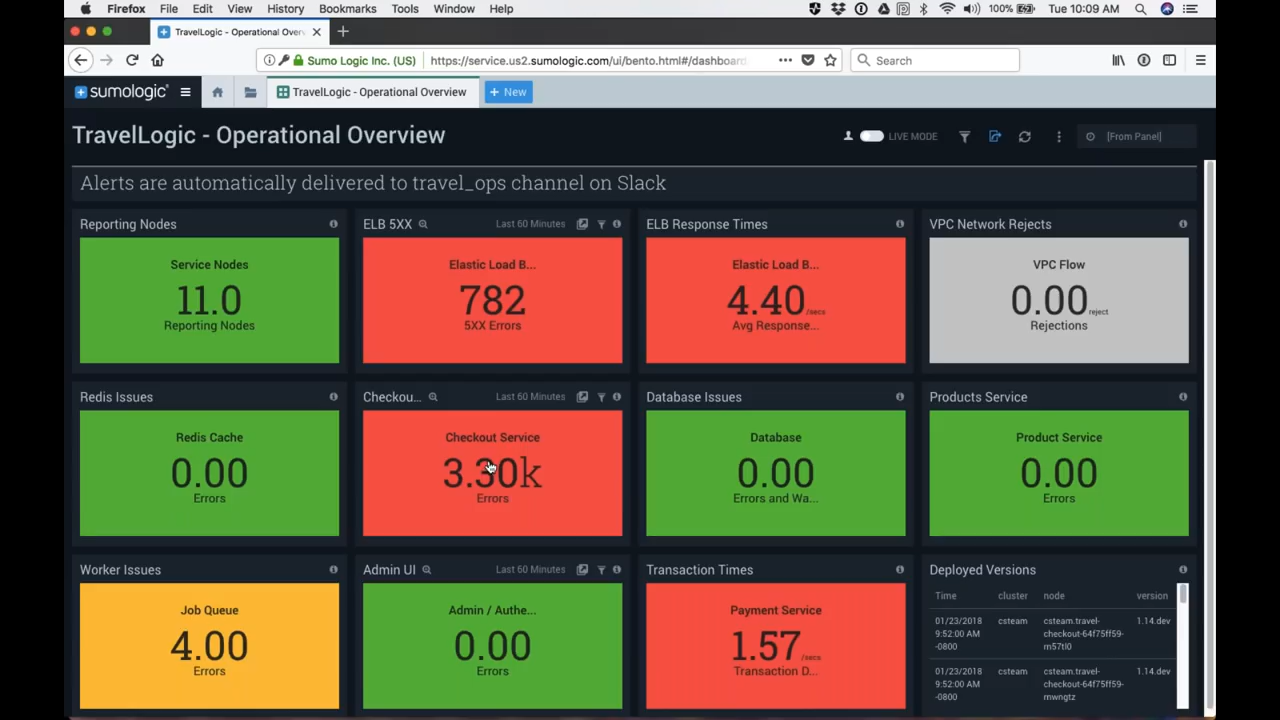 Firefox File Edit View History Bookmarks Tools Window Help 100% Tue 10:09 AM
TravelLogic - Operational Over
Sumo Logic Inc. (US) https://service.us2.sumologic.com/ui/bento.html#/dashboard Search
sumologic TravelLogic - Operational Overview + New
TravelLogic - Operational Overview LIVE MODE [From Panel]
Alerts are automatically delivered to travel_ops channel on Slack
Reporting Nodes
Service Nodes
11.0
Reporting Nodes
ELB 5XX Last 60 Minutes
Elastic Load B...
782
5XX Errors
ELB Response Times
Elastic Load B...
4.40 /secs
Avg Response...
VPC Network Rejects
VPC Flow
0.00 reject
Rejections
Redis Issues
Redis Cache
0.00
Errors
Checkou... Last 60 Minutes
Checkout Service
3.30k
Errors
Database Issues
Database
0.00
Errors and Wa...
Products Service
Product Service
0.00
Errors
Worker Issues
Job Queue
4.00
Errors
Admin UI Last 60 Minutes
Admin / Authe...
0.00
Errors
Transaction Times
Payment Service
1.57 /secs
Transaction D...
Deployed Versions
Time cluster node version
01/23/2018 csteam csteam.travel- 1.14.dev
9:52:00 AM checkout-64f75ff59-
-0800 m57tl0
01/23/2018 csteam csteam.travel- 1.14.dev
9:52:00 AM checkout-64f75ff59-
-0800 mwngtz